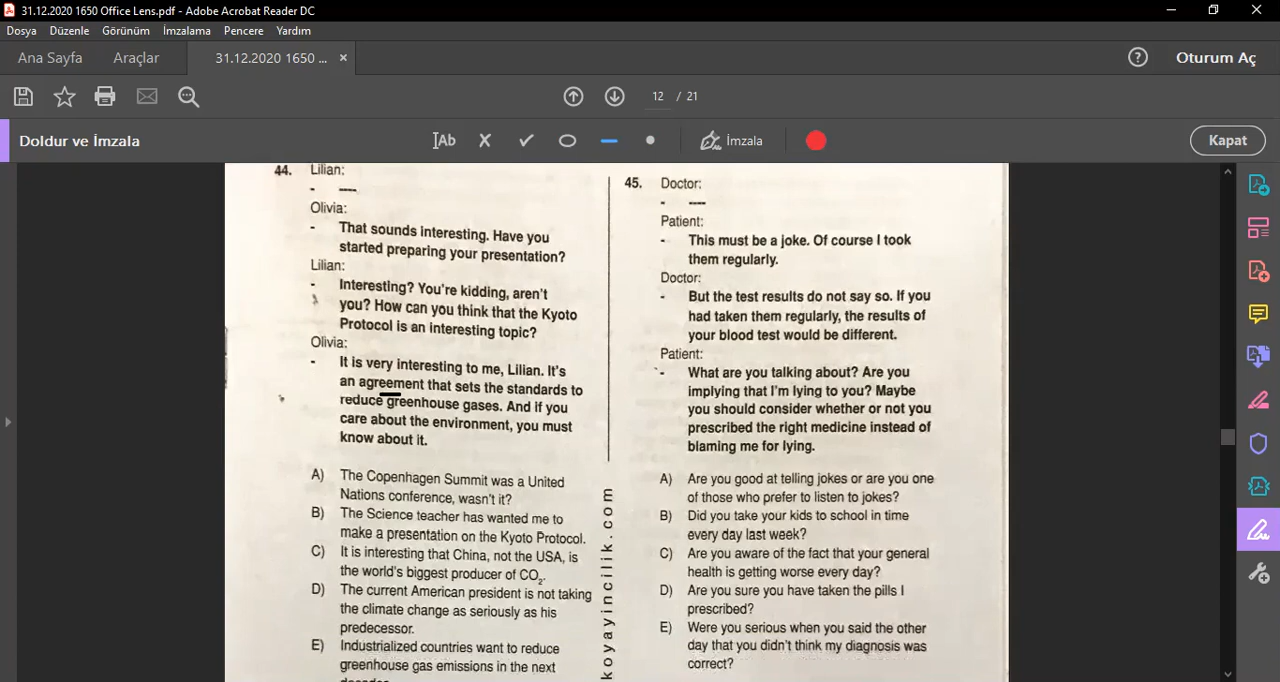 31.12.2020 1650 Office Lens.pdf - Adobe Acrobat Reader DC
Dosya Düzenle Görünüm İmzalama Pencere Yardım
Ana Sayfa Araçlar 31.12.2020 1650 ... × ? Oturum Aç
12 / 21
Doldur ve İmzala IAb İmzala Kapat
44. Lilian:
- ----
Olivia:
- That sounds interesting. Have you
started preparing your presentation?
Lilian:
- Interesting? You're kidding, aren't
you? How can you think that the Kyoto
Protocol is an interesting topic?
Olivia:
- It is very interesting to me, Lilian. It's
an agreement that sets the standards to
reduce greenhouse gases. And if you
care about the environment, you must
know about it.
A) The Copenhagen Summit was a United
Nations conference, wasn't it?
B) The Science teacher has wanted me to
make a presentation on the Kyoto Protocol.
C) It is interesting that China, not the USA, is
the world's biggest producer of CO₂.
D) The current American president is not taking
the climate change as seriously as his
predecessor.
E) Industrialized countries want to reduce
greenhouse gas emissions in the next
koyayincilik.com
45. Doctor:
- ----
Patient:
- This must be a joke. Of course I took
them regularly.
Doctor:
- But the test results do not say so. If you
had taken them regularly, the results of
your blood test would be different.
Patient:
- What are you talking about? Are you
implying that I'm lying to you? Maybe
you should consider whether or not you
prescribed the right medicine instead of
blaming me for lying.
A) Are you good at telling jokes or are you one
of those who prefer to listen to jokes?
B) Did you take your kids to school in time
every day last week?
C) Are you aware of the fact that your general
health is getting worse every day?
D) Are you sure you have taken the pills I
prescribed?
E) Were you serious when you said the other
day that you didn't think my diagnosis was
correct?